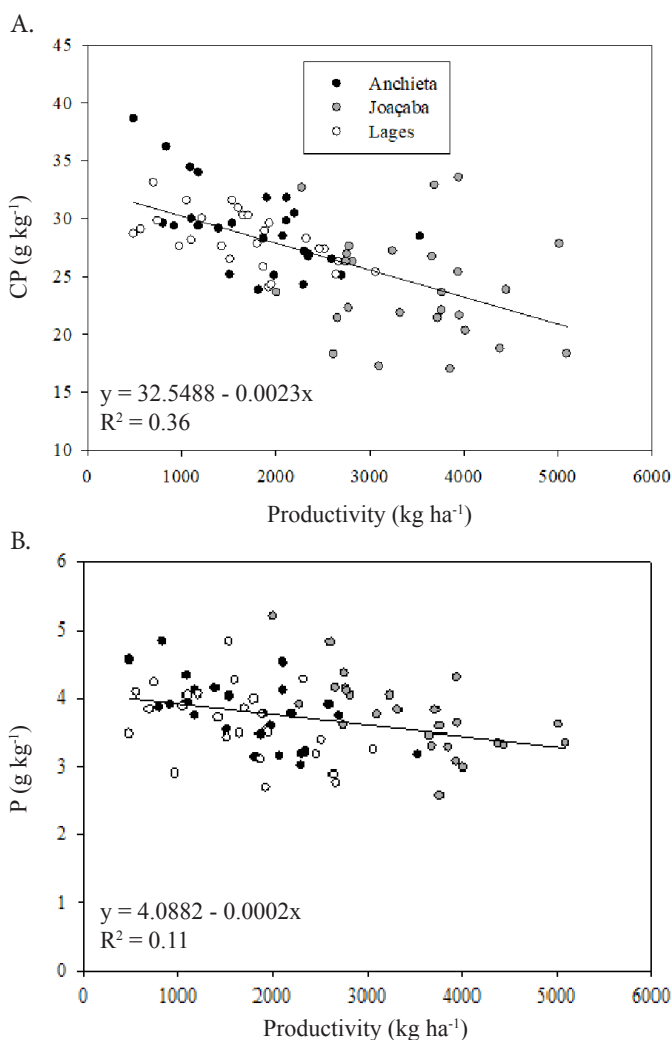 A.
45
40
35
30
25
20
15
10
CP (g kg⁻¹)
Anchieta
Joaçaba
Lages
y = 32.5488 - 0.0023x
R² = 0.36
0 1000 2000 3000 4000 5000 6000
Productivity (kg ha⁻¹)
B.
6
5
4
3
2
1
0
P (g kg⁻¹)
y = 4.0882 - 0.0002x
R² = 0.11
0 1000 2000 3000 4000 5000 6000
Productivity (kg ha⁻¹)